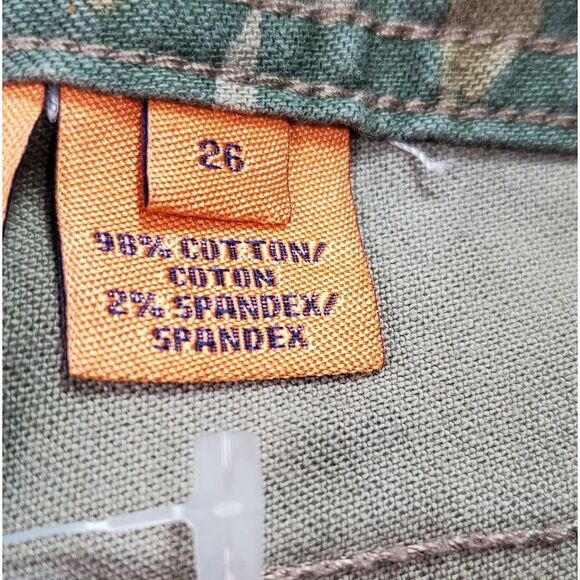 26
98% COTTON/
COTON
2% SPANDEX/
SPANDEX